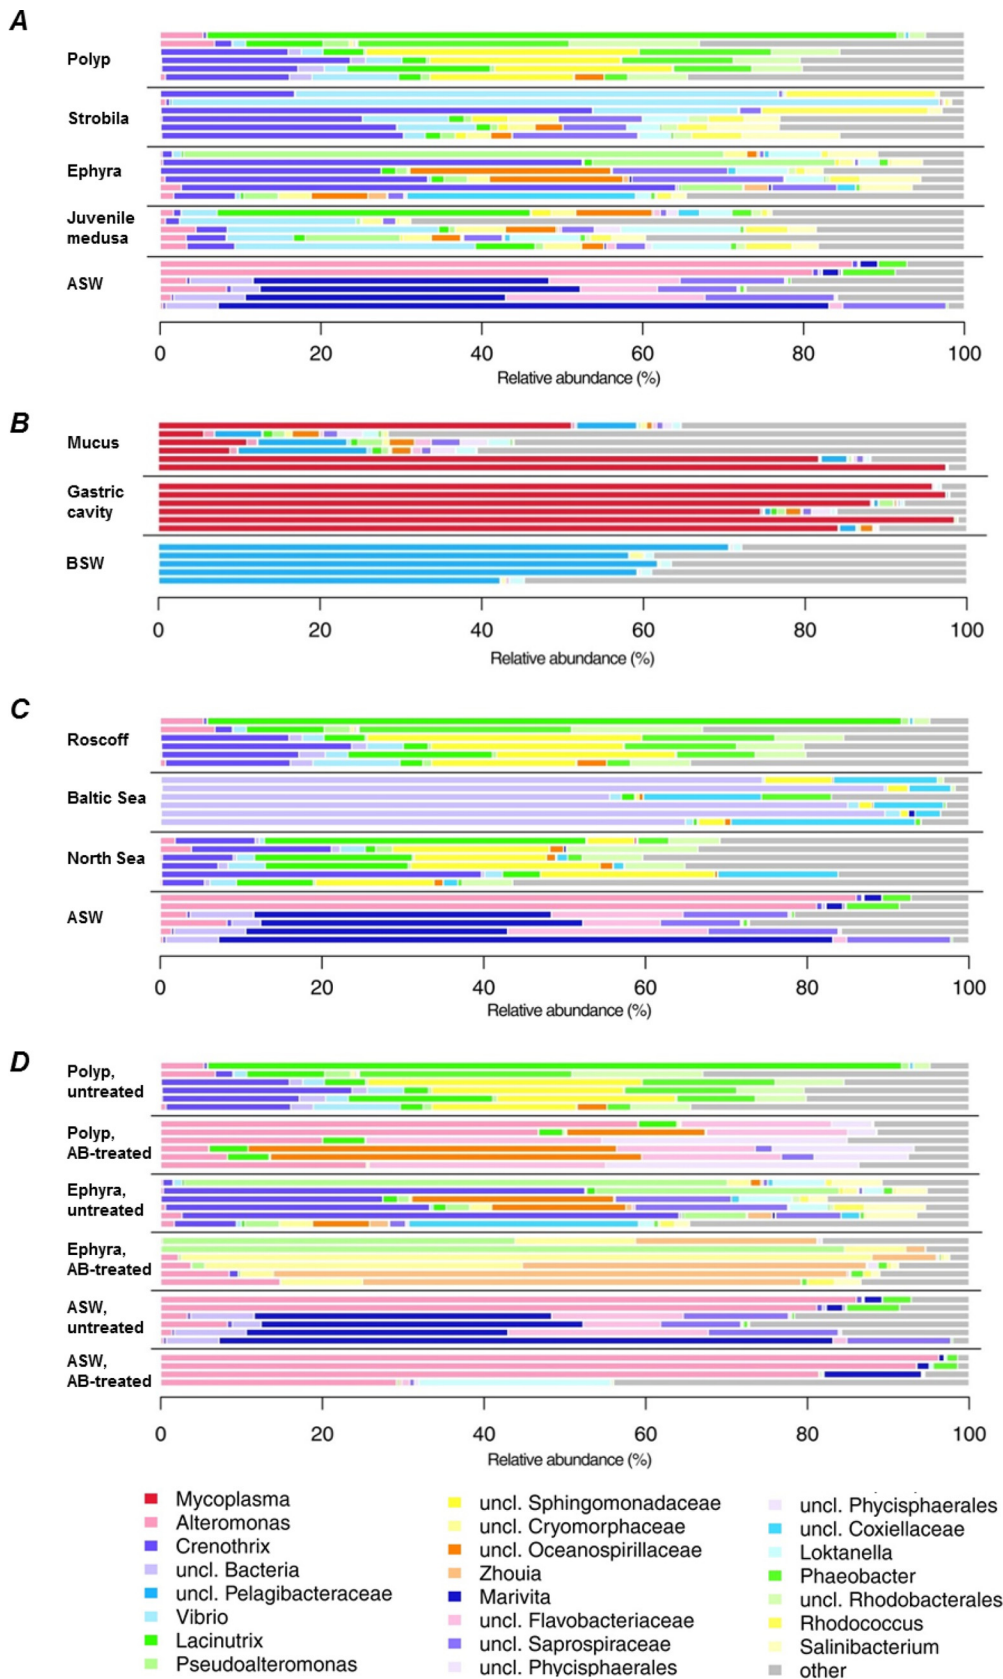 A
Polyp
Strobila
Ephyra
Juvenile
medusa
ASW
0 20 40 60 80 100
Relative abundance (%)
B
Mucus
Gastric
cavity
BSW
0 20 40 60 80 100
Relative abundance (%)
C
Roscoff
Baltic Sea
North Sea
ASW
0 20 40 60 80 100
Relative abundance (%)
D
Polyp,
untreated
Polyp,
AB-treated
Ephyra,
untreated
Ephyra,
AB-treated
ASW,
untreated
ASW,
AB-treated
0 20 40 60 80 100
Relative abundance (%)
Mycoplasma
Alteromonas
Crenothrix
uncl. Bacteria
uncl. Pelagibacteraceae
Vibrio
Lacinutrix
Pseudoalteromonas
uncl. Sphingomonadaceae
uncl. Cryomorphaceae
uncl. Oceanospirillaceae
Zhouia
Marivita
uncl. Flavobacteriaceae
uncl. Saprospiraceae
uncl. Phycisphaerales
uncl. Phycisphaerales
uncl. Coxiellaceae
Loktanella
Phaeobacter
uncl. Rhodobacterales
Rhodococcus
Salinibacterium
other